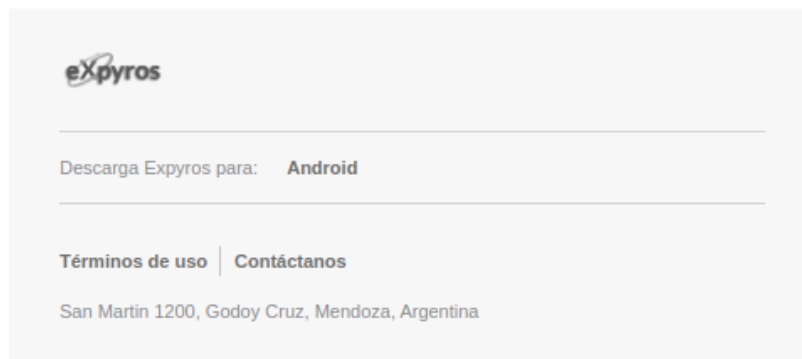 eXpyros
Descarga Expyros para: Android
Términos de uso Contáctanos
San Martin 1200, Godoy Cruz, Mendoza, Argentina